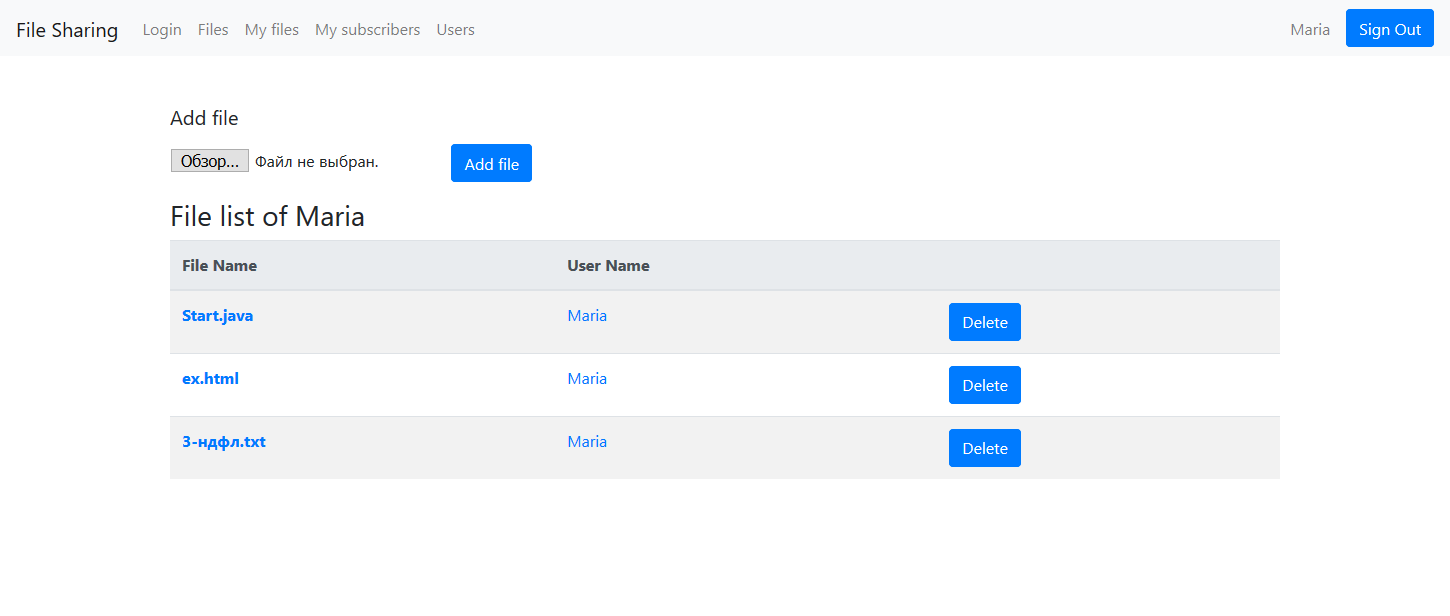 File Sharing Login Files My files My subscribers Users Maria Sign Out
Add file
Обзор... Файл не выбран. Add file
File list of Maria
File Name User Name
Start.java Maria Delete
ex.html Maria Delete
3-ндфл.txt Maria Delete